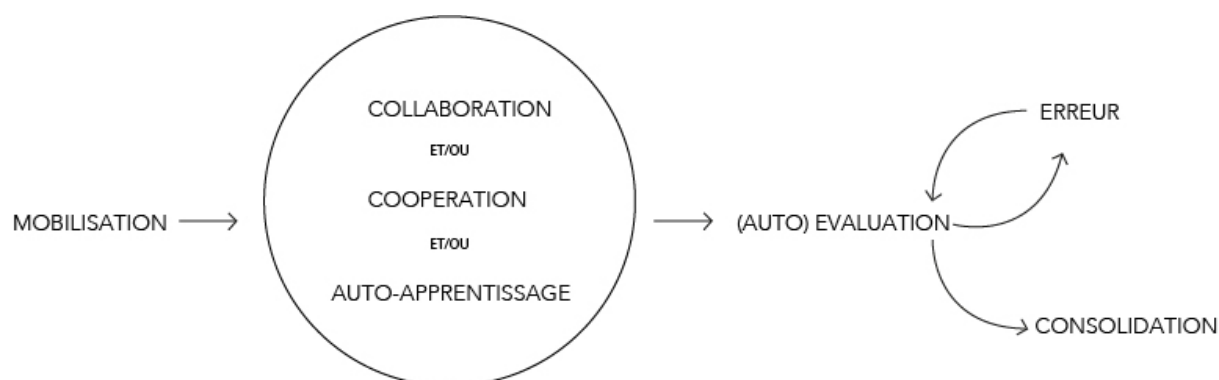 MOBILISATION
COLLABORATION
ET/OU
COOPERATION
ET/OU
AUTO-APPRENTISSAGE
(AUTO) EVALUATION
ERREUR
CONSOLIDATION